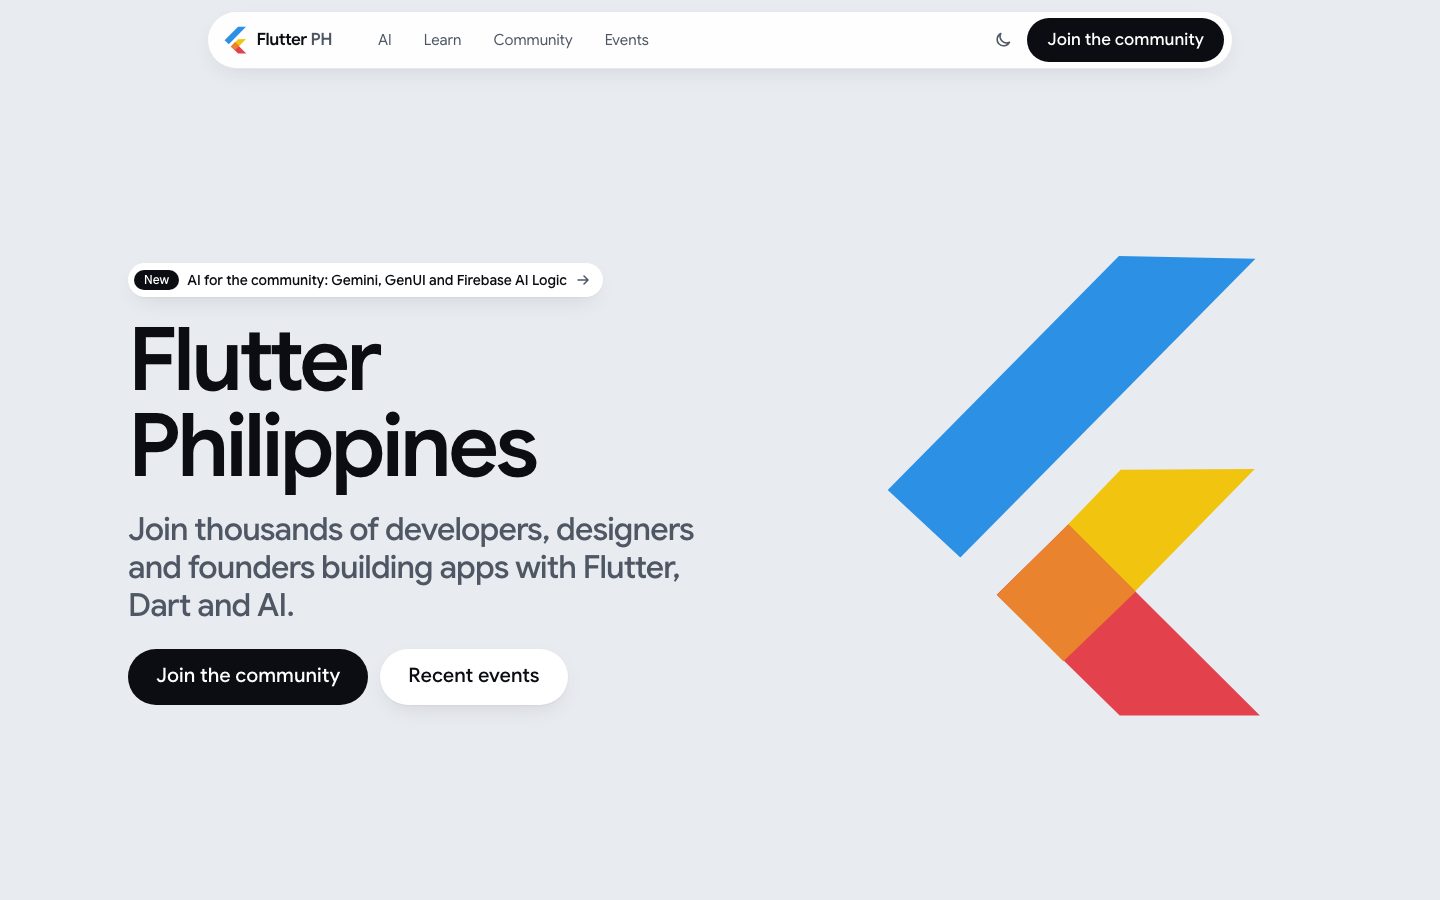 Flutter PH
AI
Learn
Community
Events
Join the community
New
AI for the community: Gemini, GenUI and Firebase AI Logic
Flutter
Philippines
Join thousands of developers, designers
and founders building apps with Flutter,
Dart and AI.
Join the community
Recent events